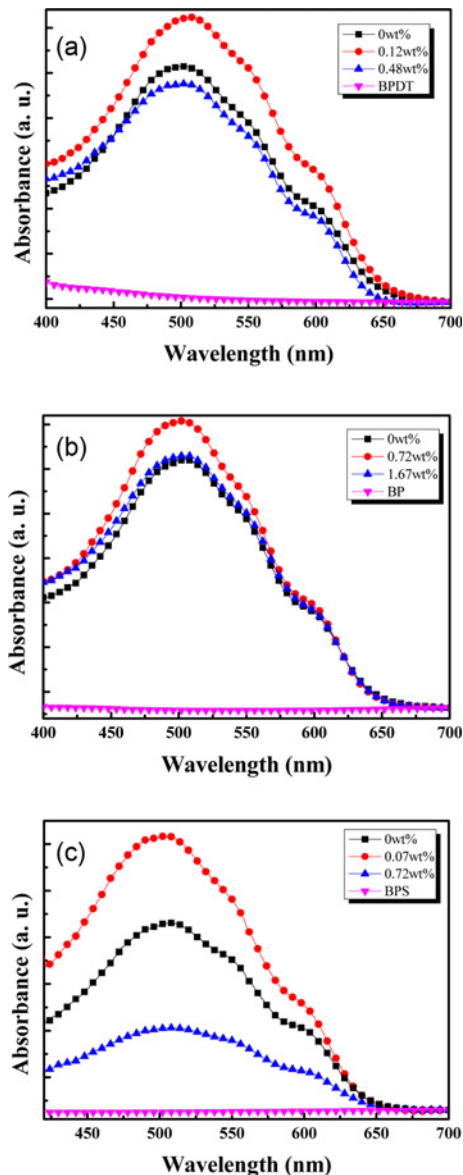 (a)
0wt%
0.12wt%
0.48wt%
BPDT
Absorbance (a. u.)
400 450 500 550 600 650 700
Wavelength (nm)
(b)
0wt%
0.72wt%
1.67wt%
BP
Absorbance (a. u.)
400 450 500 550 600 650 700
Wavelength (nm)
(c)
0wt%
0.07wt%
0.72wt%
BPS
Absorbance (a. u.)
450 500 550 600 650 700
Wavelength (nm)